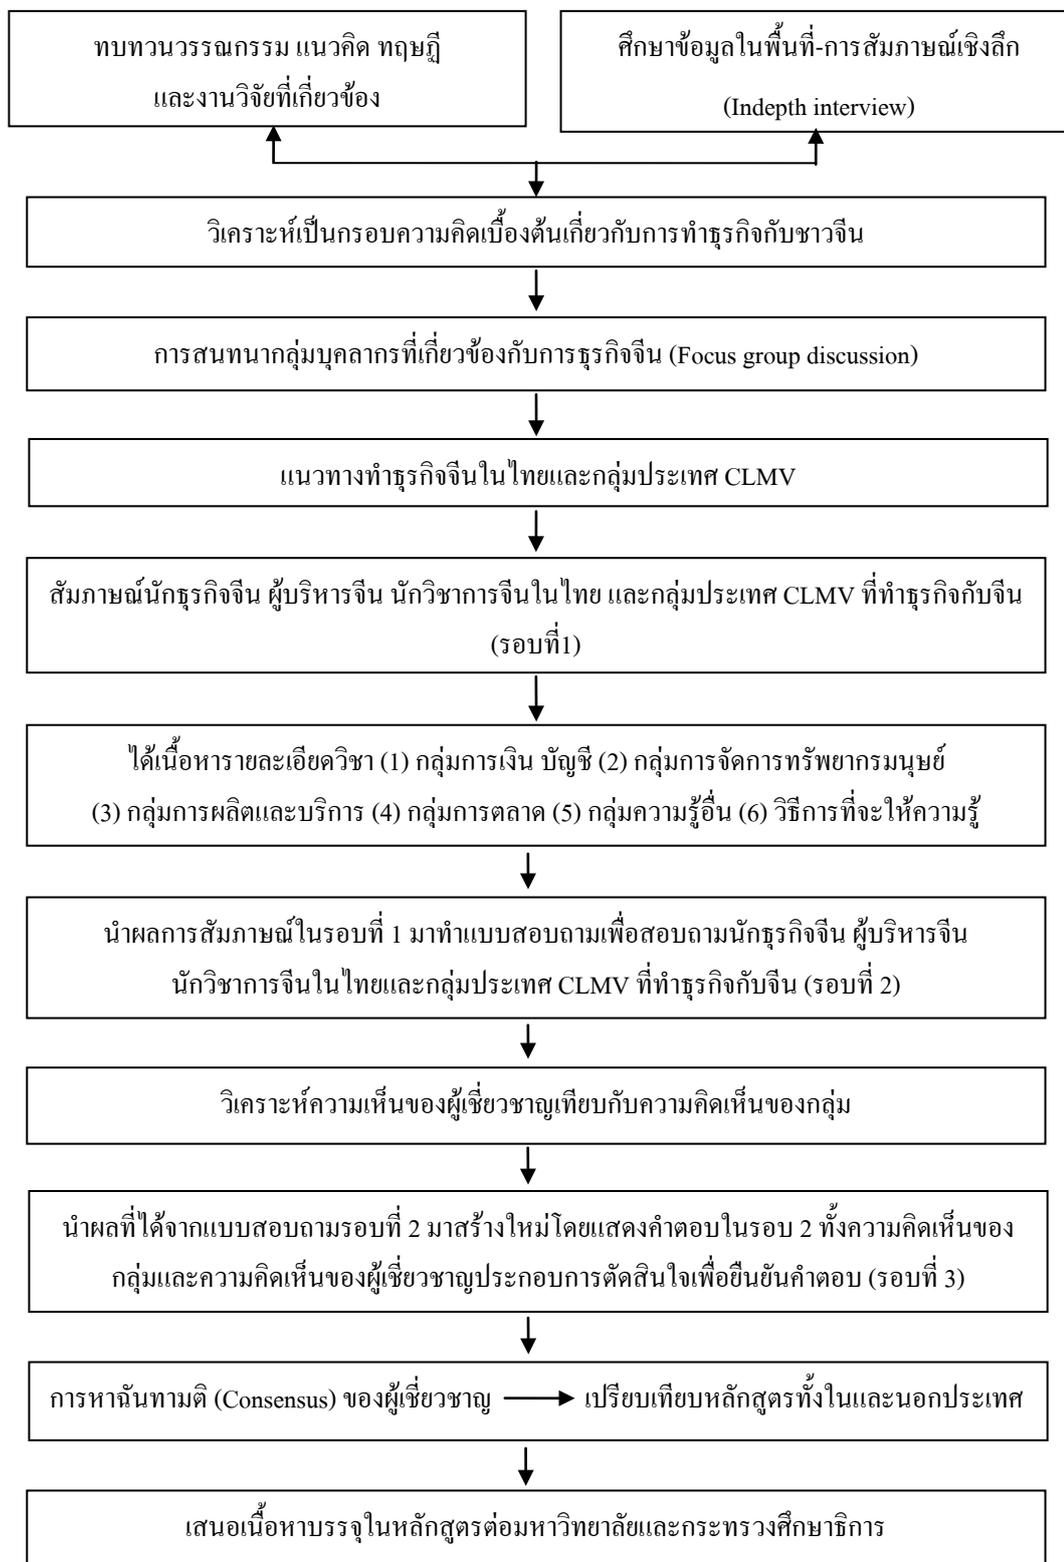 ทบทวนวรรณกรรม แนวคิด ทฤษฎี
และงานวิจัยที่เกี่ยวข้อง
ศึกษาข้อมูลในพื้นที่-การสัมภาษณ์เชิงลึก
(Indepth interview)
วิเคราะห์เป็นกรอบความคิดเบื้องต้นเกี่ยวกับการทำธุรกิจกับชาวจีน
การสนทนากลุ่มบุคลากรที่เกี่ยวข้องกับการธุรกิจจีน (Focus group discussion)
แนวทางทำธุรกิจจีนในไทยและกลุ่มประเทศ CLMV
สัมภาษณ์นักธุรกิจจีน ผู้บริหารจีน นักวิชาการจีนในไทย และกลุ่มประเทศ CLMV ที่ทำธุรกิจกับจีน
(รอบที่1)
ได้เนื้อหารายละเอียดวิชา (1) กลุ่มการเงิน บัญชี (2) กลุ่มการจัดการทรัพยากรมนุษย์
(3) กลุ่มการผลิตและบริการ (4) กลุ่มการตลาด (5) กลุ่มความรู้อื่น (6) วิธีการที่จะให้ความรู้
นำผลการสัมภาษณ์ในรอบที่ 1 มาทำแบบสอบถามเพื่อสอบถามนักธุรกิจจีน ผู้บริหารจีน
นักวิชาการจีนในไทยและกลุ่มประเทศ CLMV ที่ทำธุรกิจกับจีน (รอบที่ 2)
วิเคราะห์ความเห็นของผู้เชี่ยวชาญเทียบกับความคิดเห็นของกลุ่ม
นำผลที่ได้จากแบบสอบถามรอบที่ 2 มาสร้างใหม่โดยแสดงคำตอบในรอบ 2 ทั้งความคิดเห็นของ
กลุ่มและความคิดเห็นของผู้เชี่ยวชาญประกอบการตัดสินใจเพื่อยืนยันคำตอบ (รอบที่ 3)
การหาฉันทามติ (Consensus) ของผู้เชี่ยวชาญ เปรียบเทียบหลักสูตรทั้งในและนอกประเทศ
เสนอเนื้อหาบรรจุในหลักสูตรต่อมหาวิทยาลัยและกระทรวงศึกษาธิการ